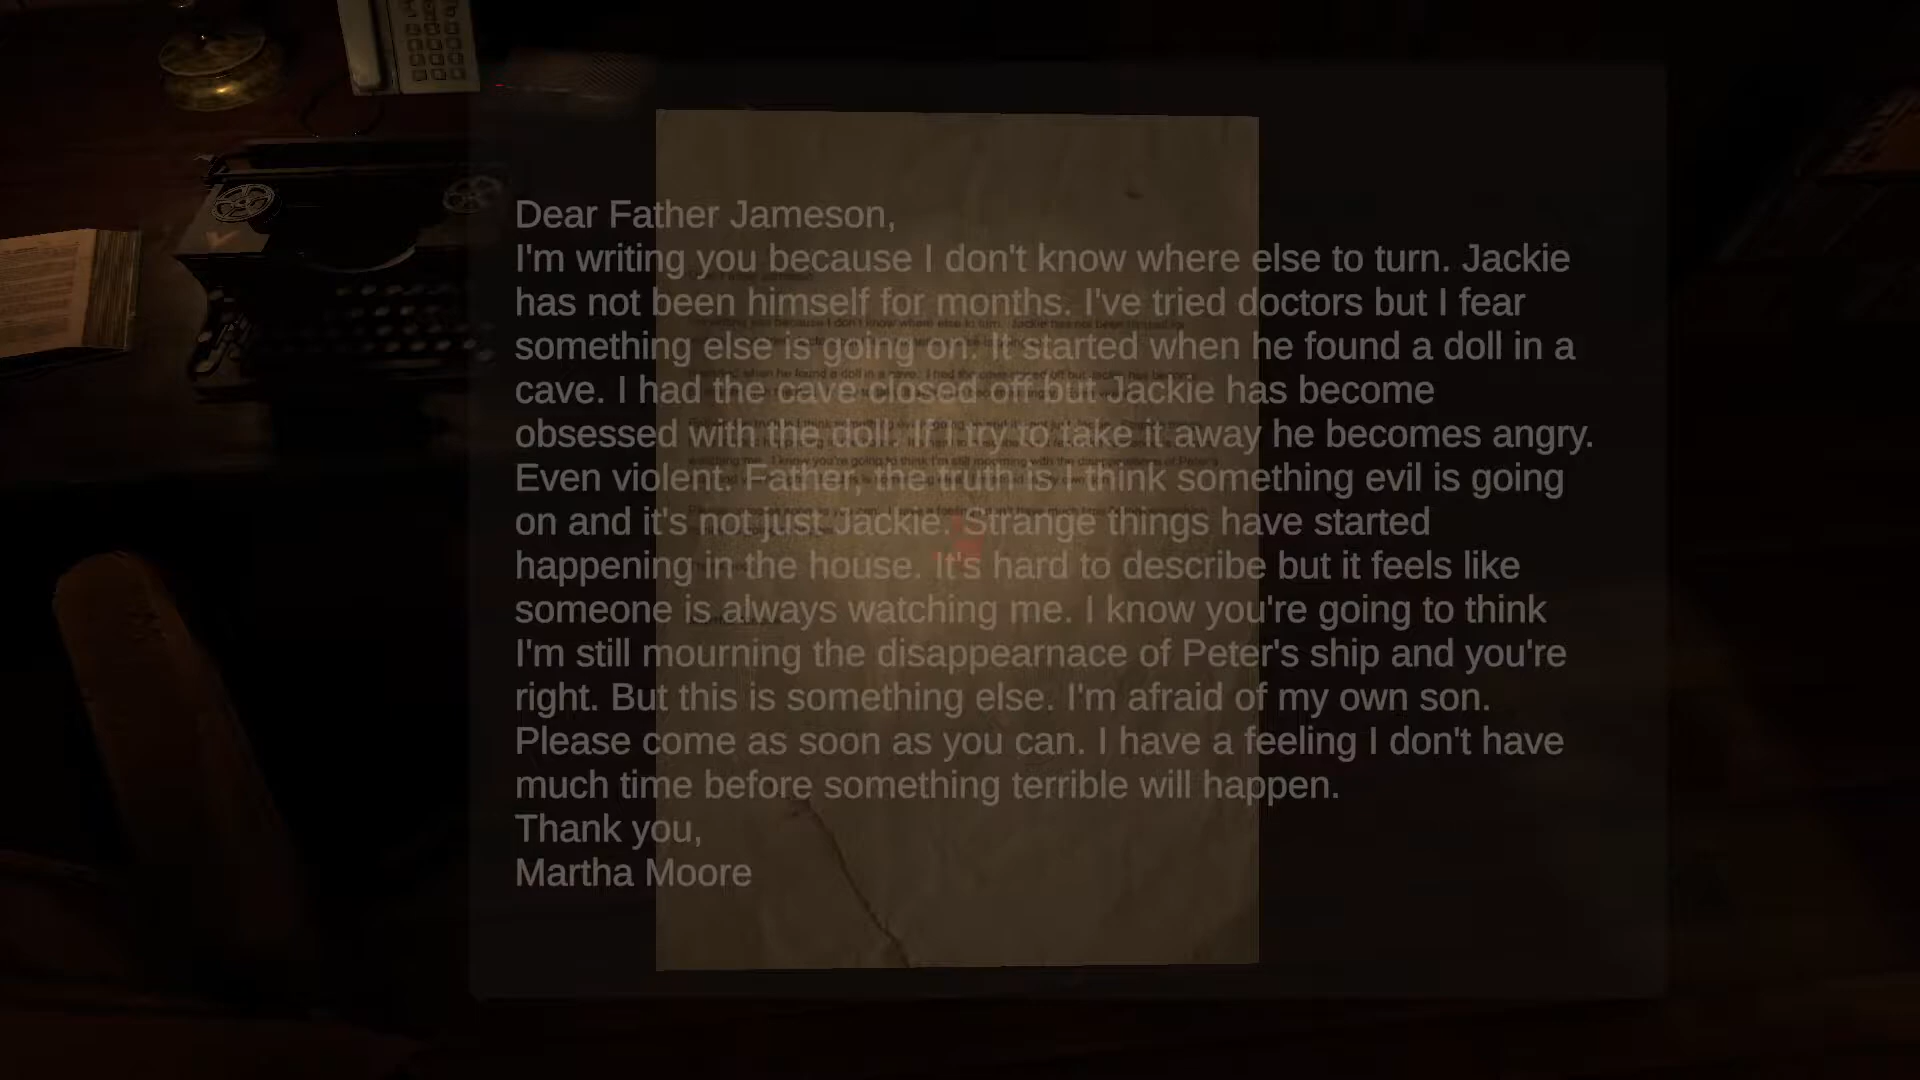 Dear Father Jameson,
I'm writing you because I don't know where else to turn. Jackie
has not been himself for months. I've tried doctors but I fear
something else is going on. It started when he found a doll in a
cave. I had the cave closed off but Jackie has become
obsessed with the doll. If I try to take it away he becomes angry.
Even violent. Father, the truth is I think something evil is going
on and it's not just Jackie. Strange things have started
happening in the house. It's hard to describe but it feels like
someone is always watching me. I know you're going to think
I'm still mourning the disappearnace of Peter's ship and you're
right. But this is something else. I'm afraid of my own son.
Please come as soon as you can. I have a feeling I don't have
much time before something terrible will happen.
Thank you,
Martha Moore